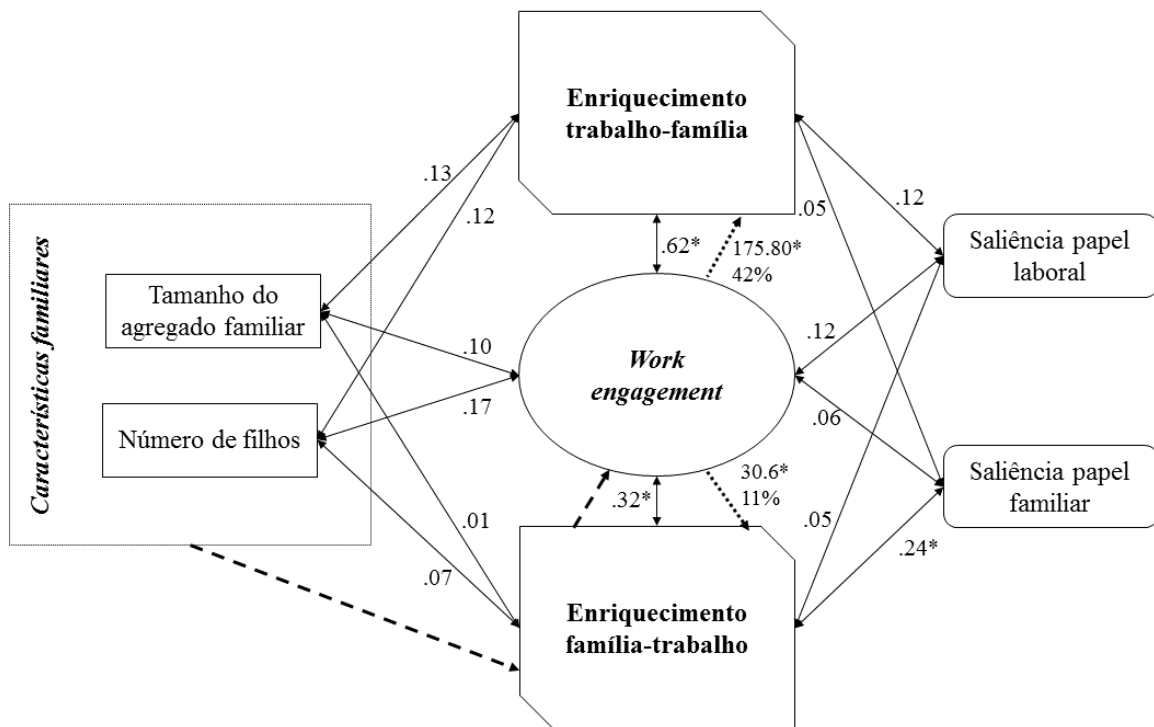 Enriquecimento
trabalho-família
.13
.12
.05
.12
.62*
175.80*
42%
Saliência papel
laboral
Características familiares
Tamanho do
agregado familiar
.10
Work
engagement
.12
.17
.06
Número de filhos
30.6*
11%
Saliência papel
familiar
.32*
.01
.05
.24*
.07
Enriquecimento
família-trabalho